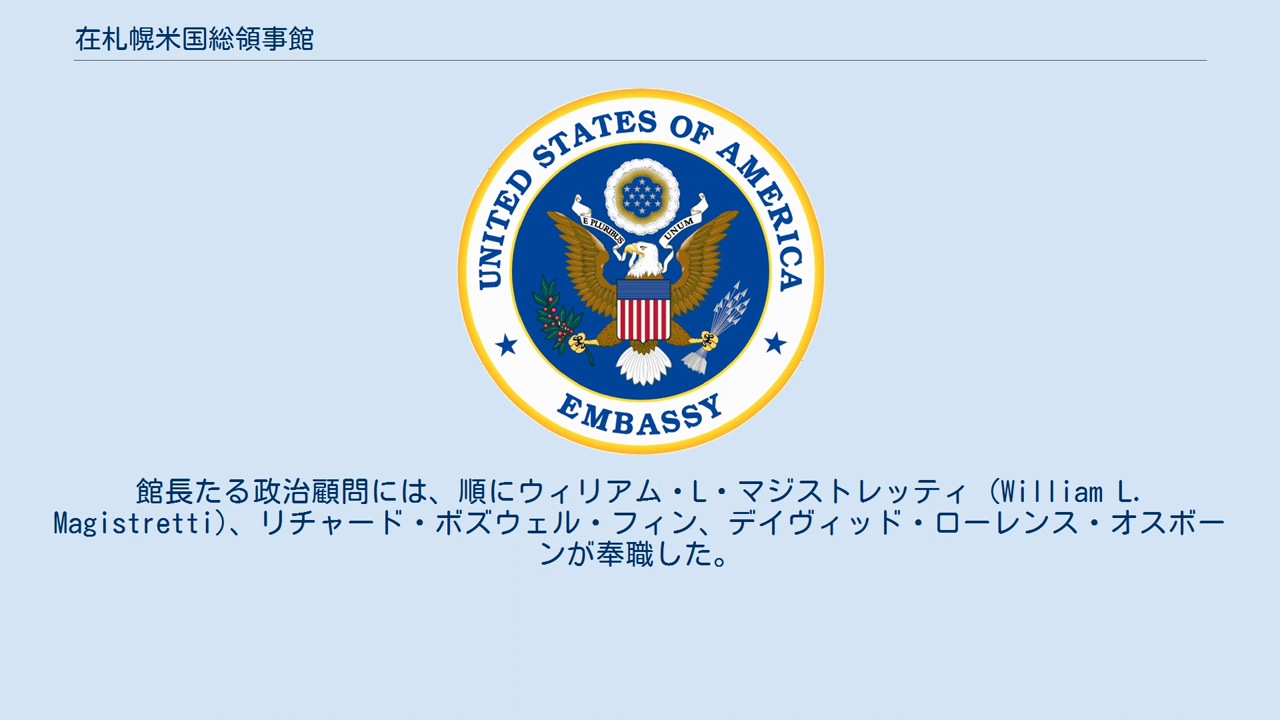 在札幌米国総領事館
UNITED STATES OF AMERICA
E PLURIBUS UNUM
EMBASSY
館長たる政治顧問には、順にウィリアム・L・マジストレッティ (William L.
Magistretti)、リチャード・ボズウェル・フィン、デイヴィッド・ローレンス・オスボー
ンが奉職した。